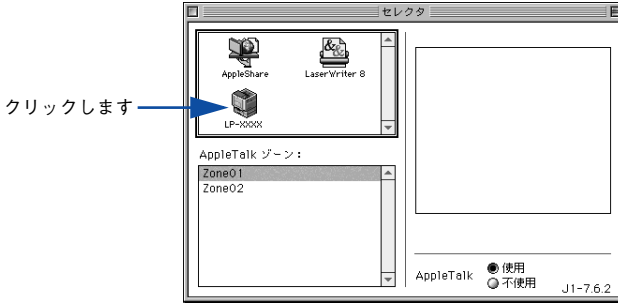 セレクタ
AppleShare
LaserWriter 8
クリックします
LP-XXXX
AppleTalk ゾーン：
Zone01
Zone02
AppleTalk
使用
不使用
J1-7.6.2